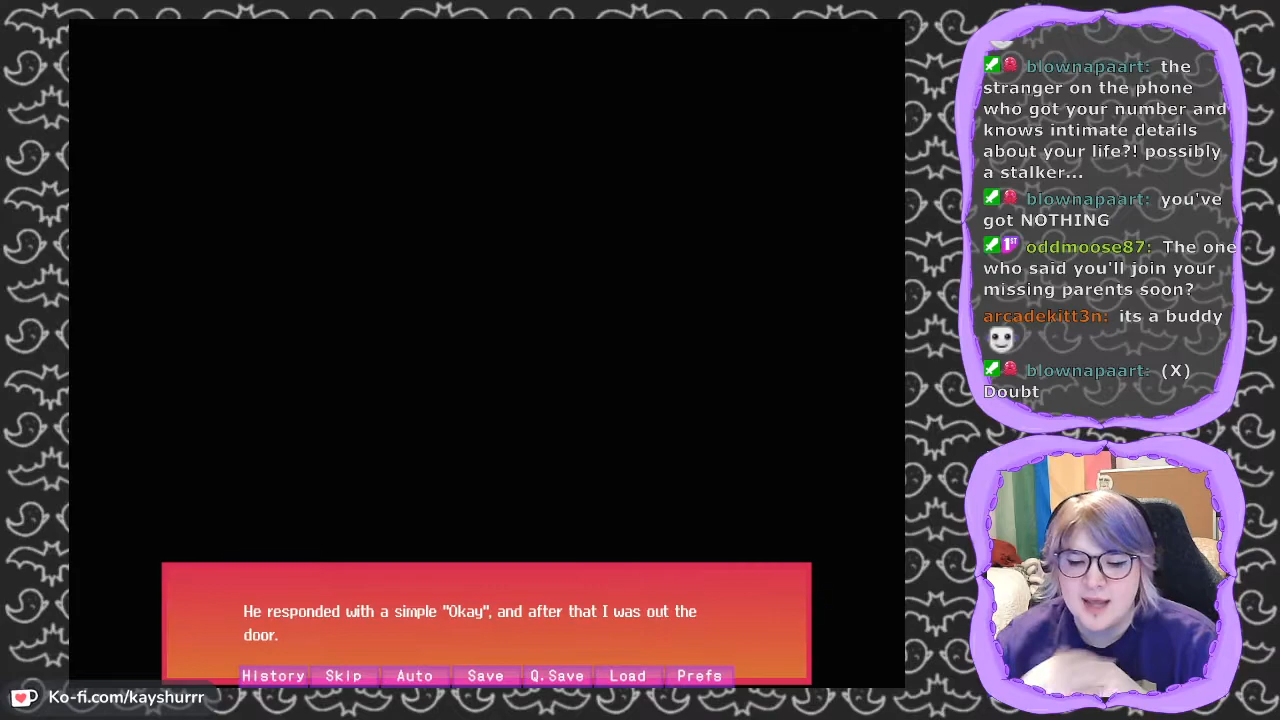 blownapaart: the
stranger on the phone
who got your number and
knows intimate details
about your life?! possibly
a stalker...
blownapaart: you've
got NOTHING
1ST oddmoose87: The one
who said you'll join your
missing parents soon?
arcadekitt3n: its a buddy
blownapaart: (X)
Doubt
He responded with a simple "Okay", and after that I was out the
door.
History Skip Auto Save Q.Save Load Prefs
Ko-fi.com/kayshurrr